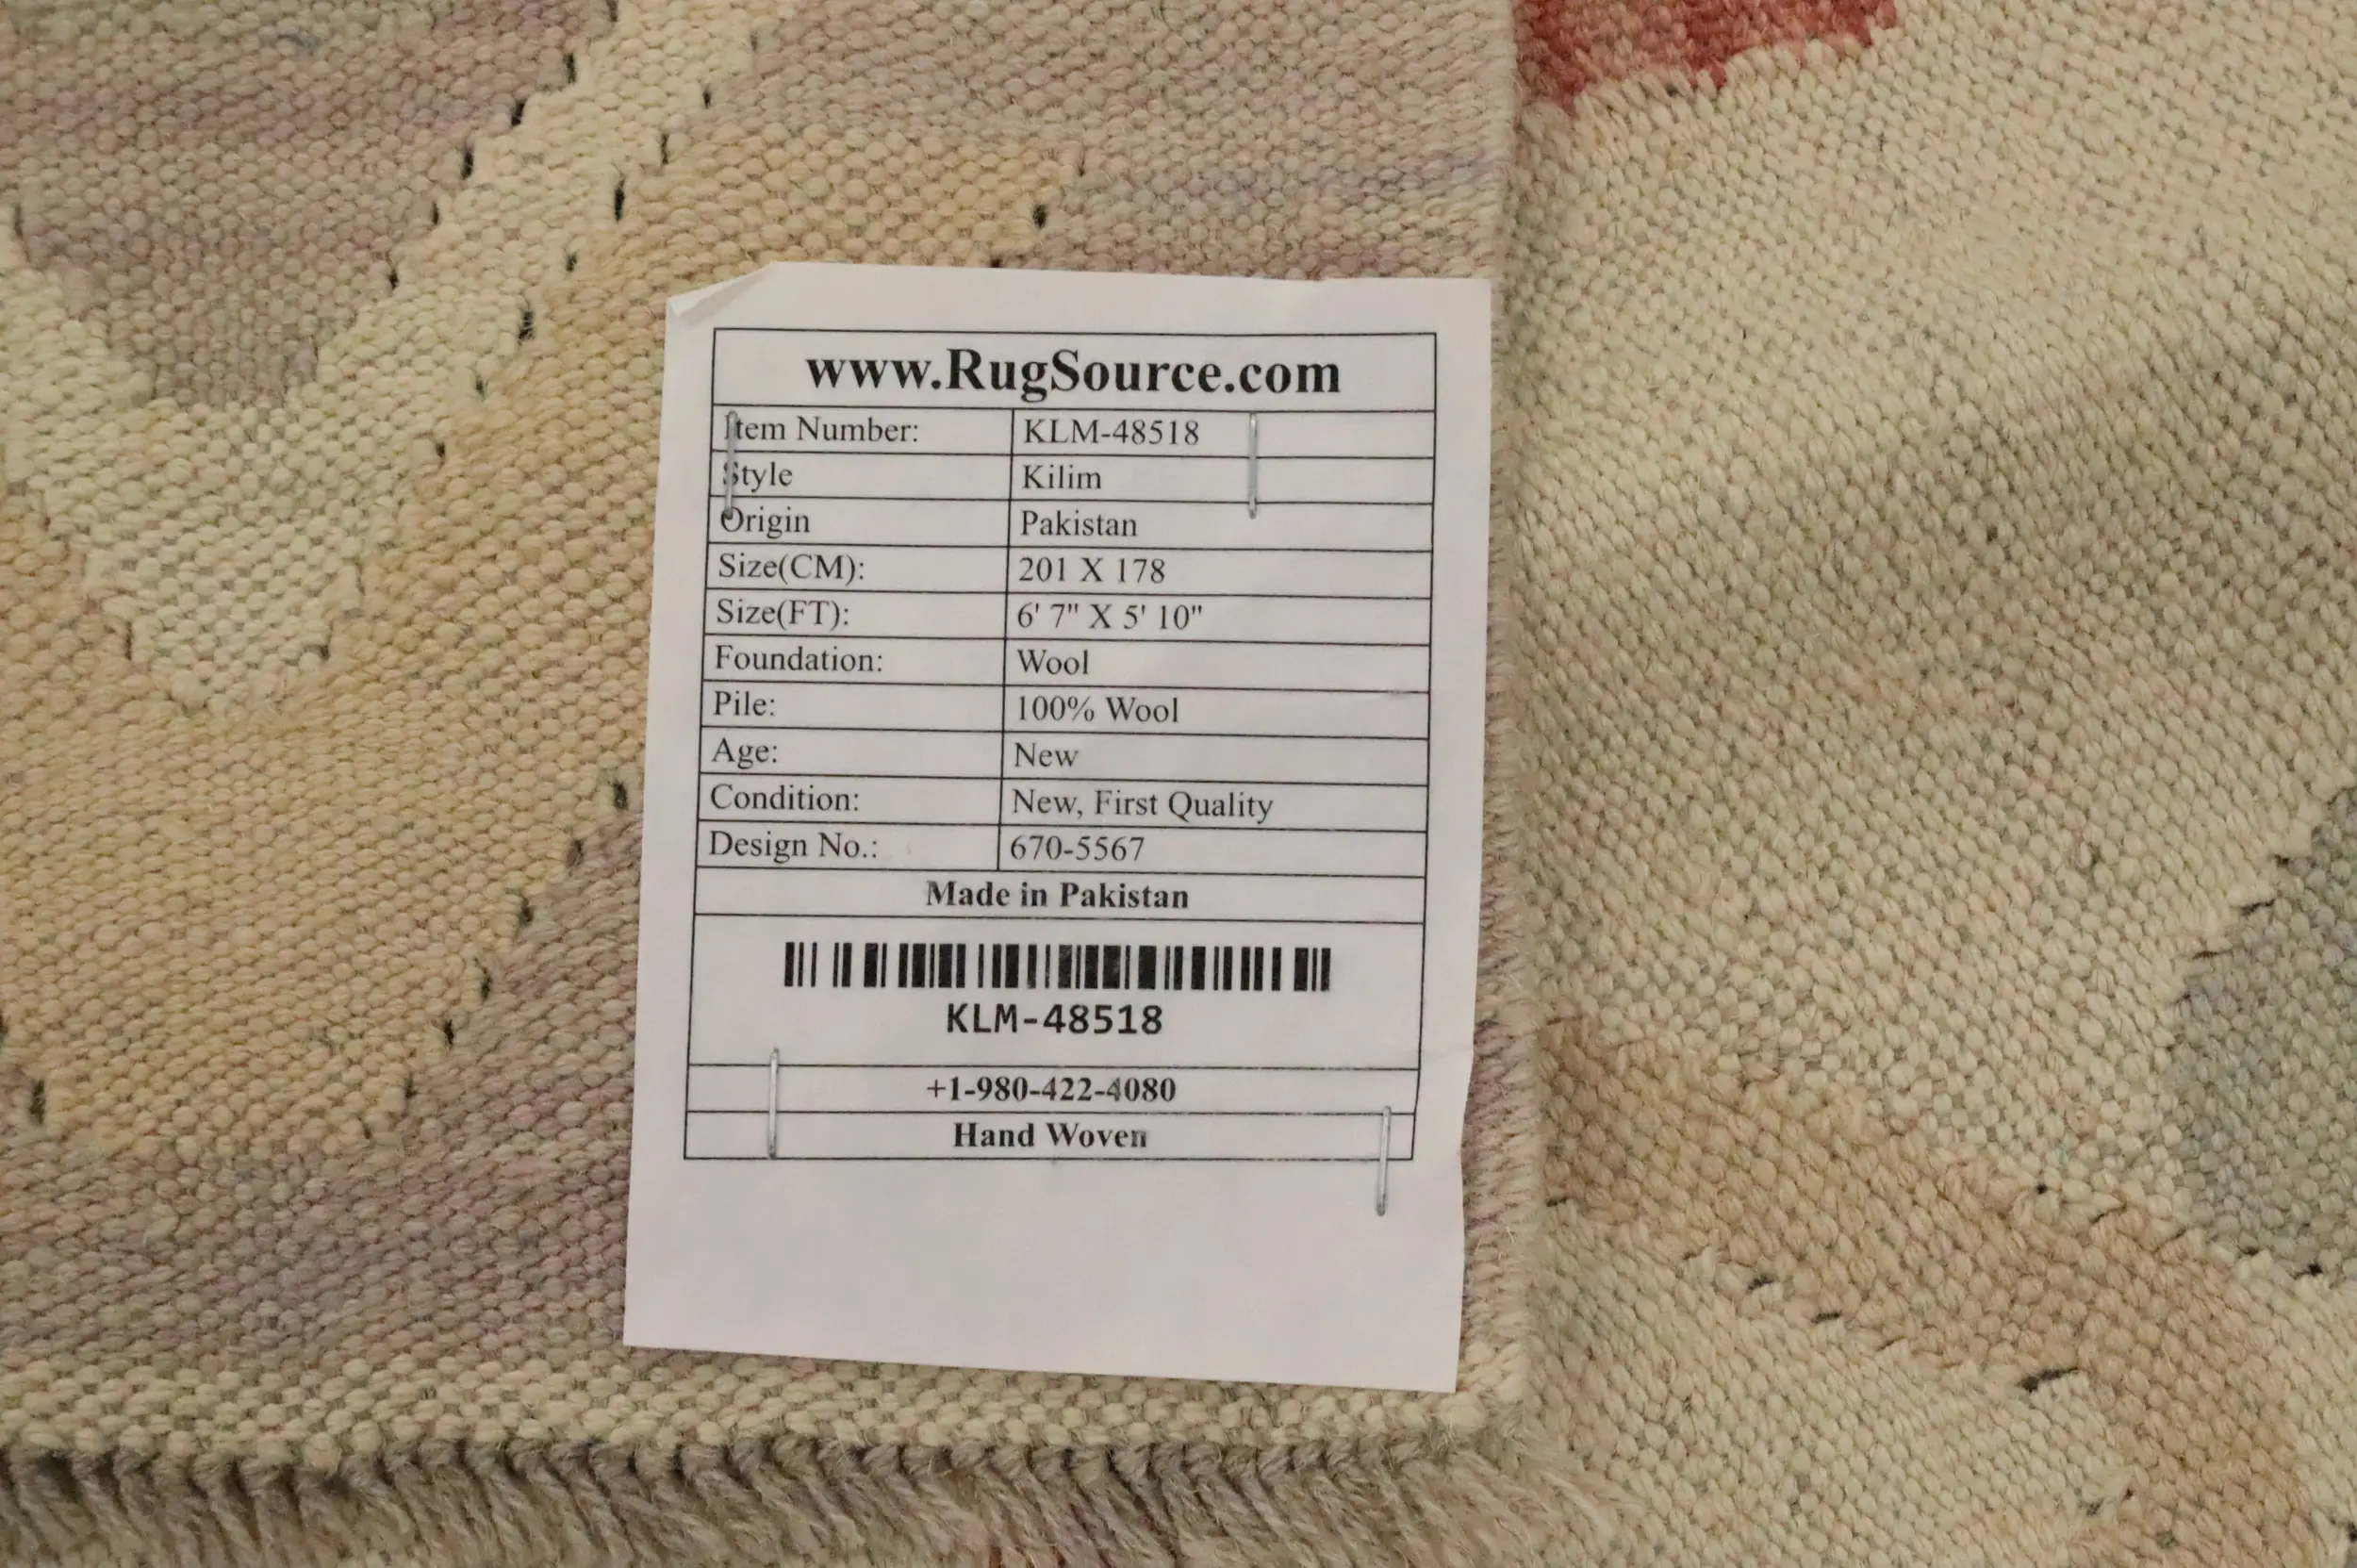 www.RugSource.com
Item Number: KLM-48518
Style Kilim
Origin Pakistan
Size(CM): 201 X 178
Size(FT): 6' 7" X 5' 10"
Foundation: Wool
Pile: 100% Wool
Age: New
Condition: New, First Quality
Design No.: 670-5567
Made in Pakistan
KLM-48518
+1-980-422-4080
Hand Woven